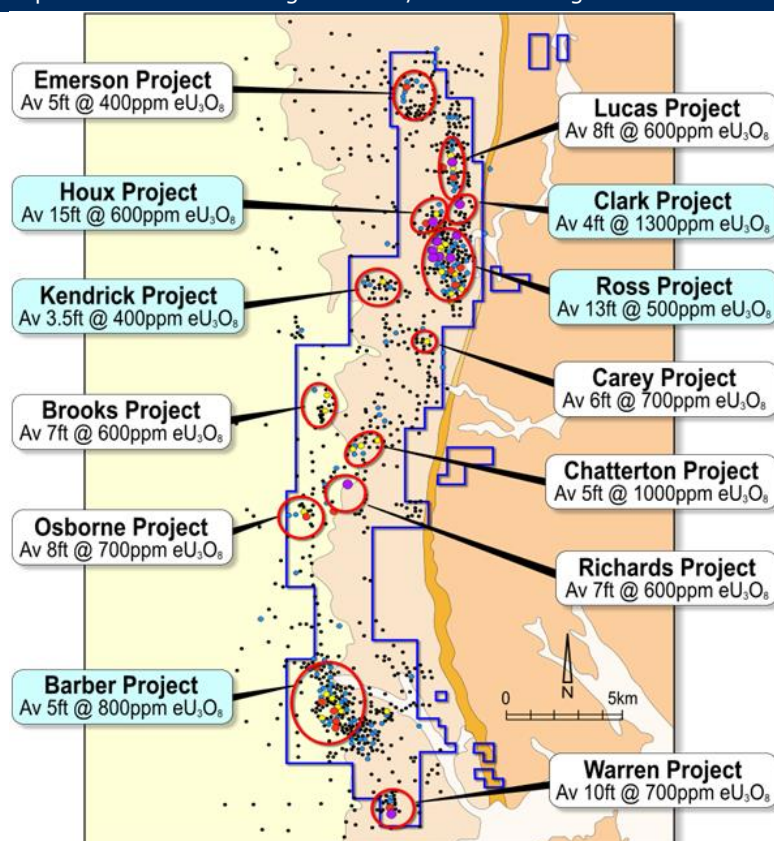 Emerson Project
Av 5ft @ 400ppm eU₃O₈
Lucas Project
Av 8ft @ 600ppm eU₃O₈
Houx Project
Av 15ft @ 600ppm eU₃O₈
Clark Project
Av 4ft @ 1300ppm eU₃O₈
Kendrick Project
Av 3.5ft @ 400ppm eU₃O₈
Ross Project
Av 13ft @ 500ppm eU₃O₈
Carey Project
Av 6ft @ 700ppm eU₃O₈
Brooks Project
Av 7ft @ 600ppm eU₃O₈
Chatterton Project
Av 5ft @ 1000ppm eU₃O₈
Osborne Project
Av 8ft @ 700ppm eU₃O₈
Richards Project
Av 7ft @ 600ppm eU₃O₈
Barber Project
Av 5ft @ 800ppm eU₃O₈
N
0 5km
Warren Project
Av 10ft @ 700ppm eU₃O₈